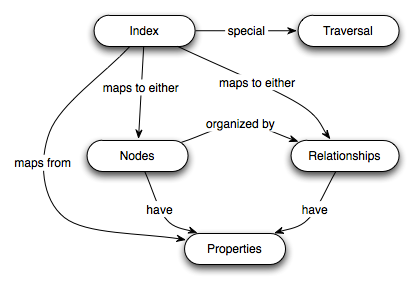 Index
special
Traversal
maps to either
maps to either
organized by
maps from
Nodes
Relationships
have
have
Properties